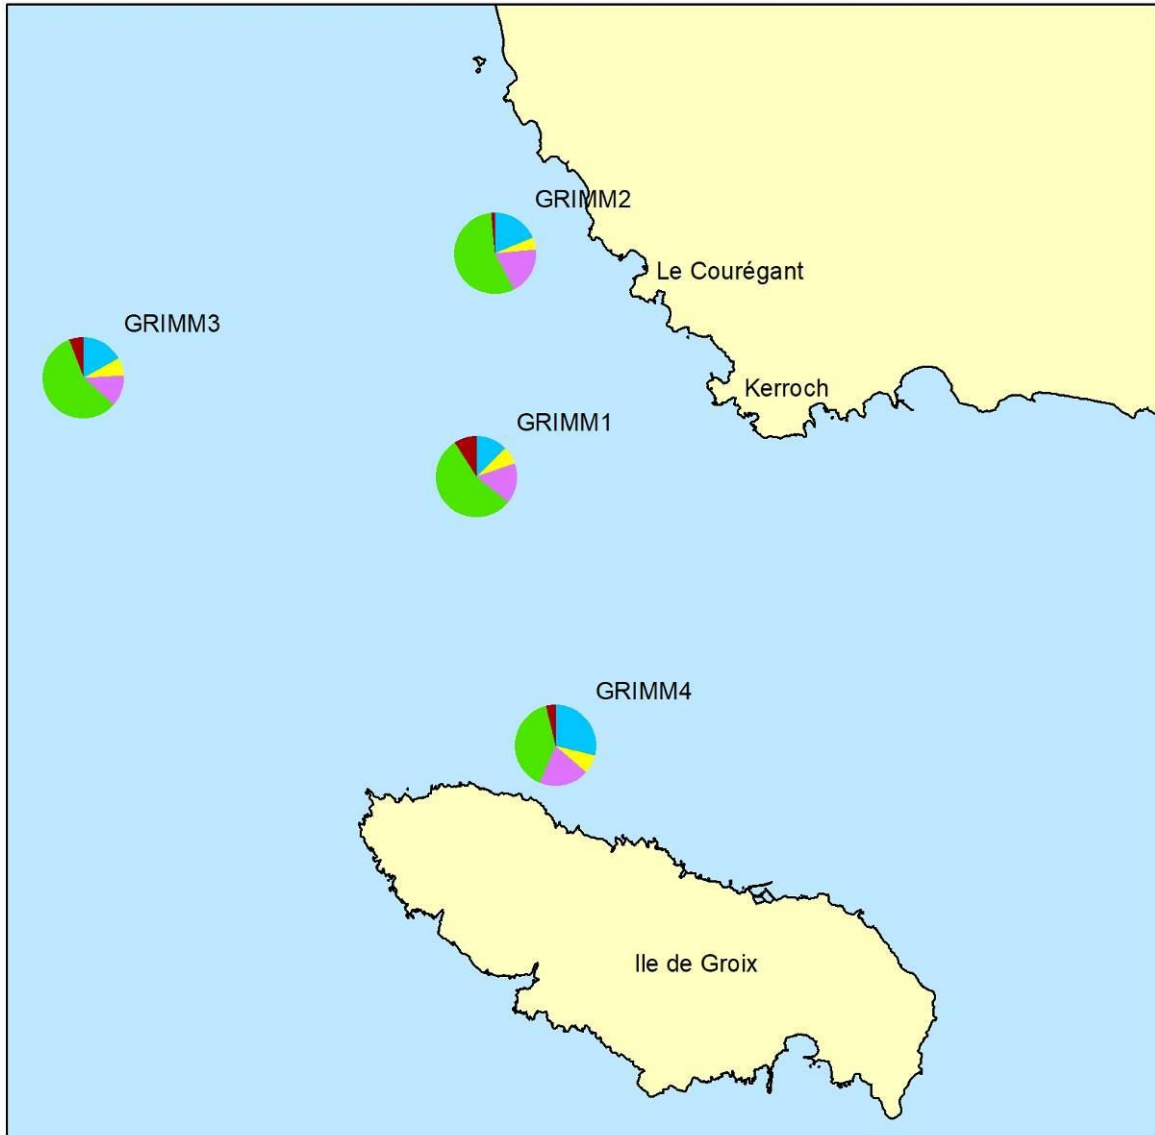 GRIMM2
Le Courégant
GRIMM3
Kerroch
GRIMM1
GRIMM4
Ile de Groix